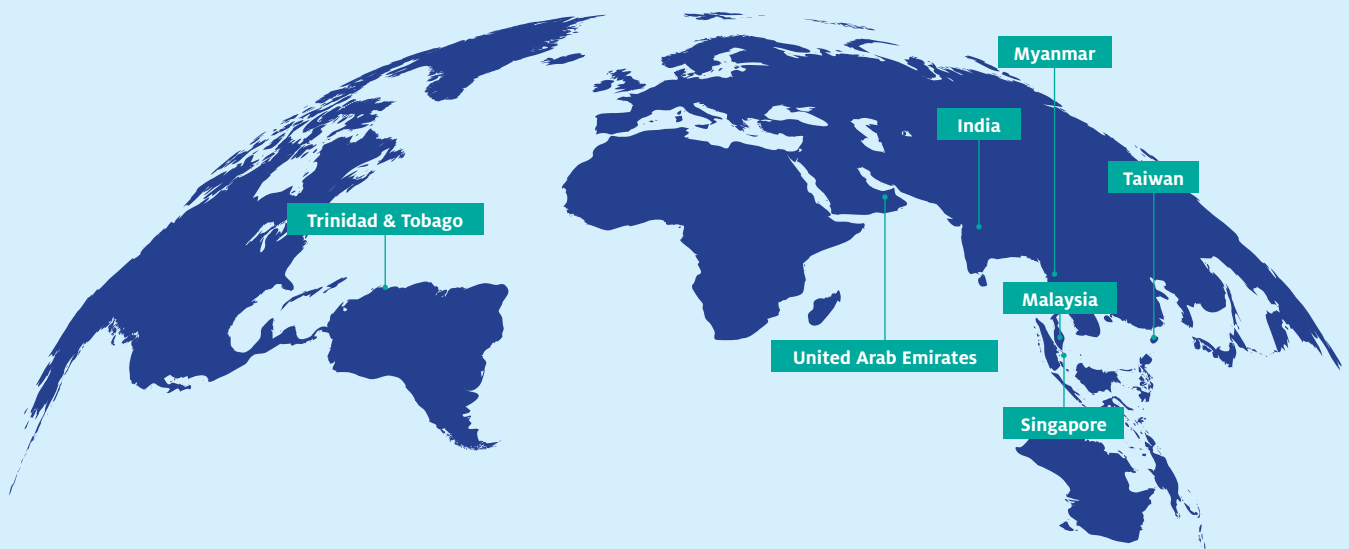 Myanmar
India
Taiwan
Trinidad & Tobago
Malaysia
United Arab Emirates
Singapore